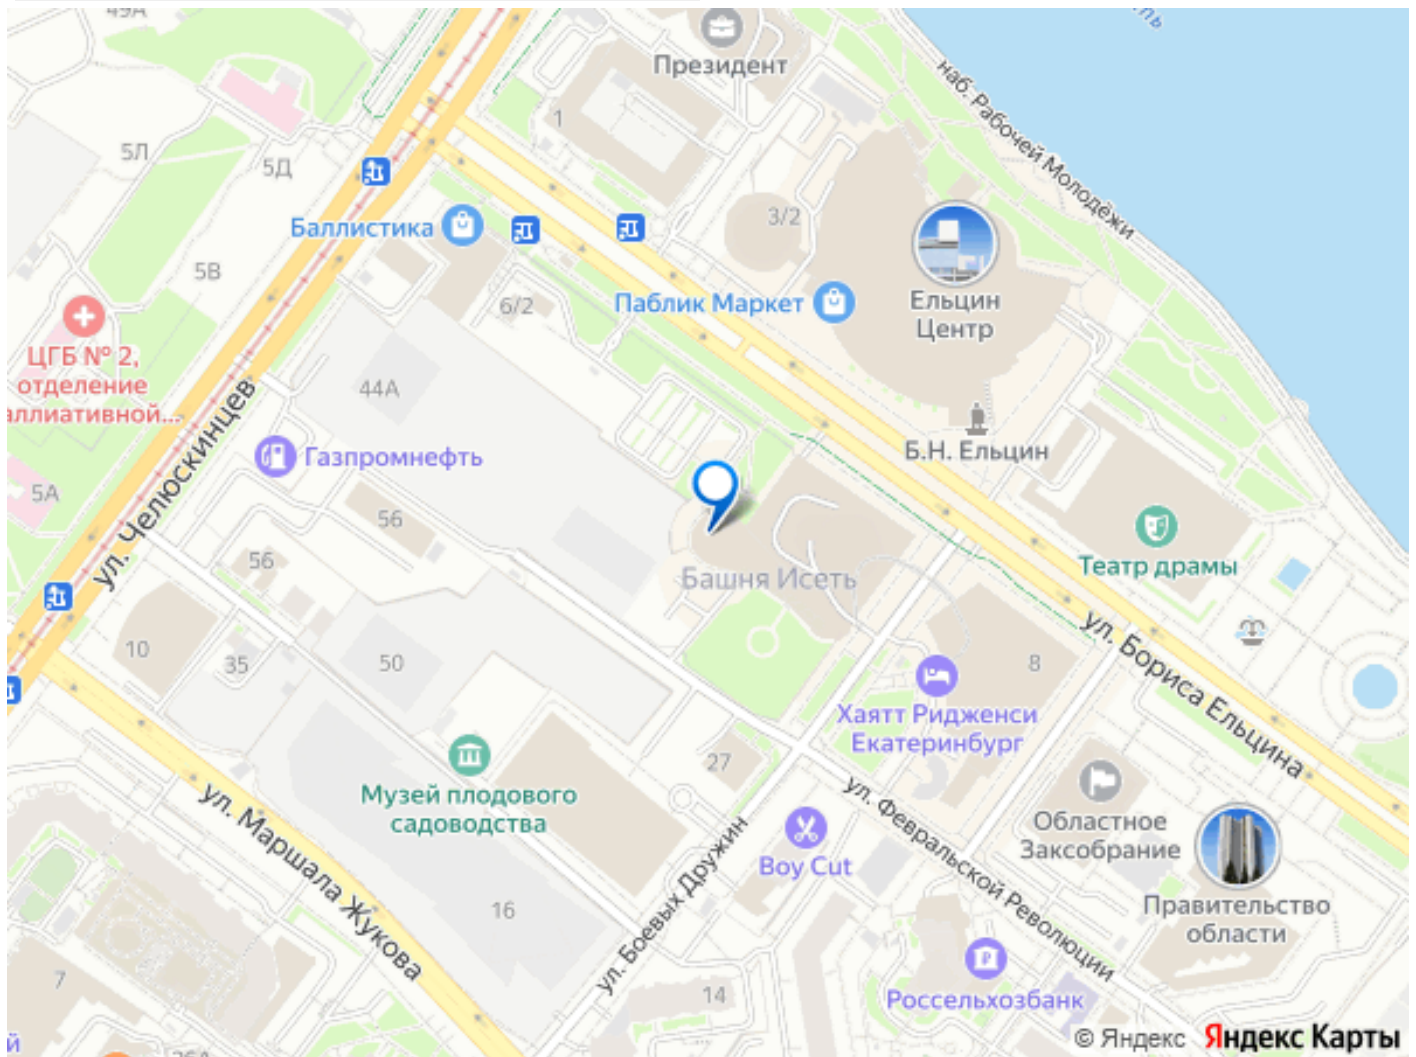 49А
Президент
наб. Рабочей Молодёжи
1
5Л
5Д
Баллистика
3/2
5В
6/2
Паблик Маркет
Ельцин
Центр
ЦГБ № 2,
отделение
аллиативной...
44А
ул. Челюскинцев
Газпромнефть
Б.Н. Ельцин
5А
56
56
Башня Исеть
Театр драмы
ул. Бориса Ельцина
10
35
50
8
Хаятт Ридженси
Екатеринбург
27
Музей плодового
садоводства
ул. Маршала Жукова
ул. Февральской Революции
Областное
Заксобрание
Boy Cut
ул. Боевых Дружин
16
Правительство
области
7
14
Россельхозбанк
й
26А
© Яндекс Яндекс Карты